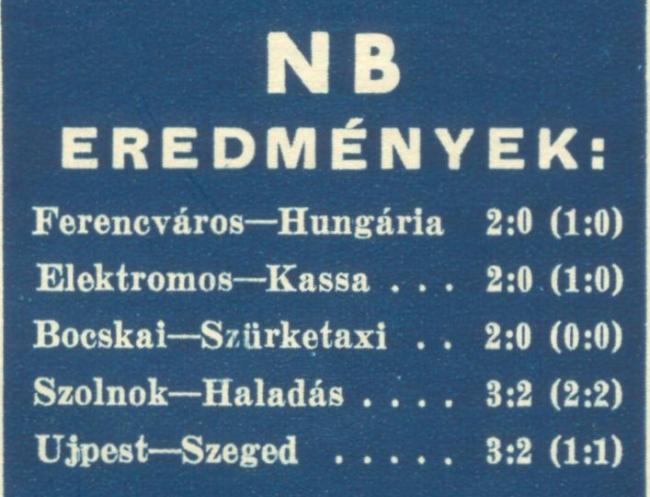 NB
EREDMÉNYEK:
Ferencváros—Hungária 2:0 (1:0)
Elektromos—Kassa . . . 2:0 (1:0)
Bocskai—Szürketaxi . . 2:0 (0:0)
Szolnok—Haladás . . . . 3:2 (2:2)
Ujpest—Szeged . . . . . 3:2 (1:1)